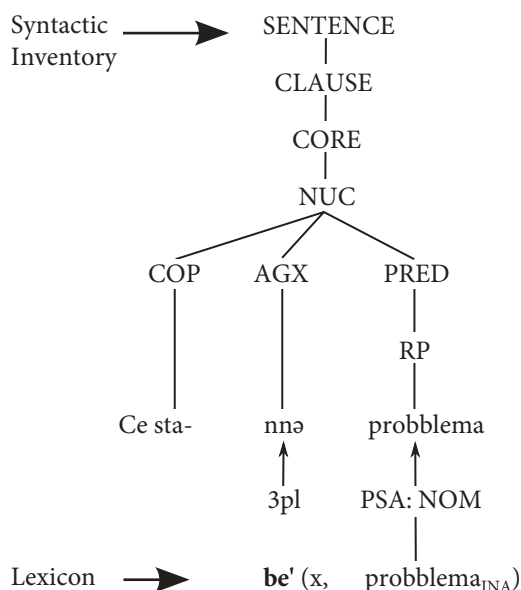 Syntactic SENTENCE
Inventory
CLAUSE
CORE
NUC
COP AGX PRED
RP
Ce sta- nnə probblema
3pl PSA: NOM
Lexicon be' (x, probblemaINA)